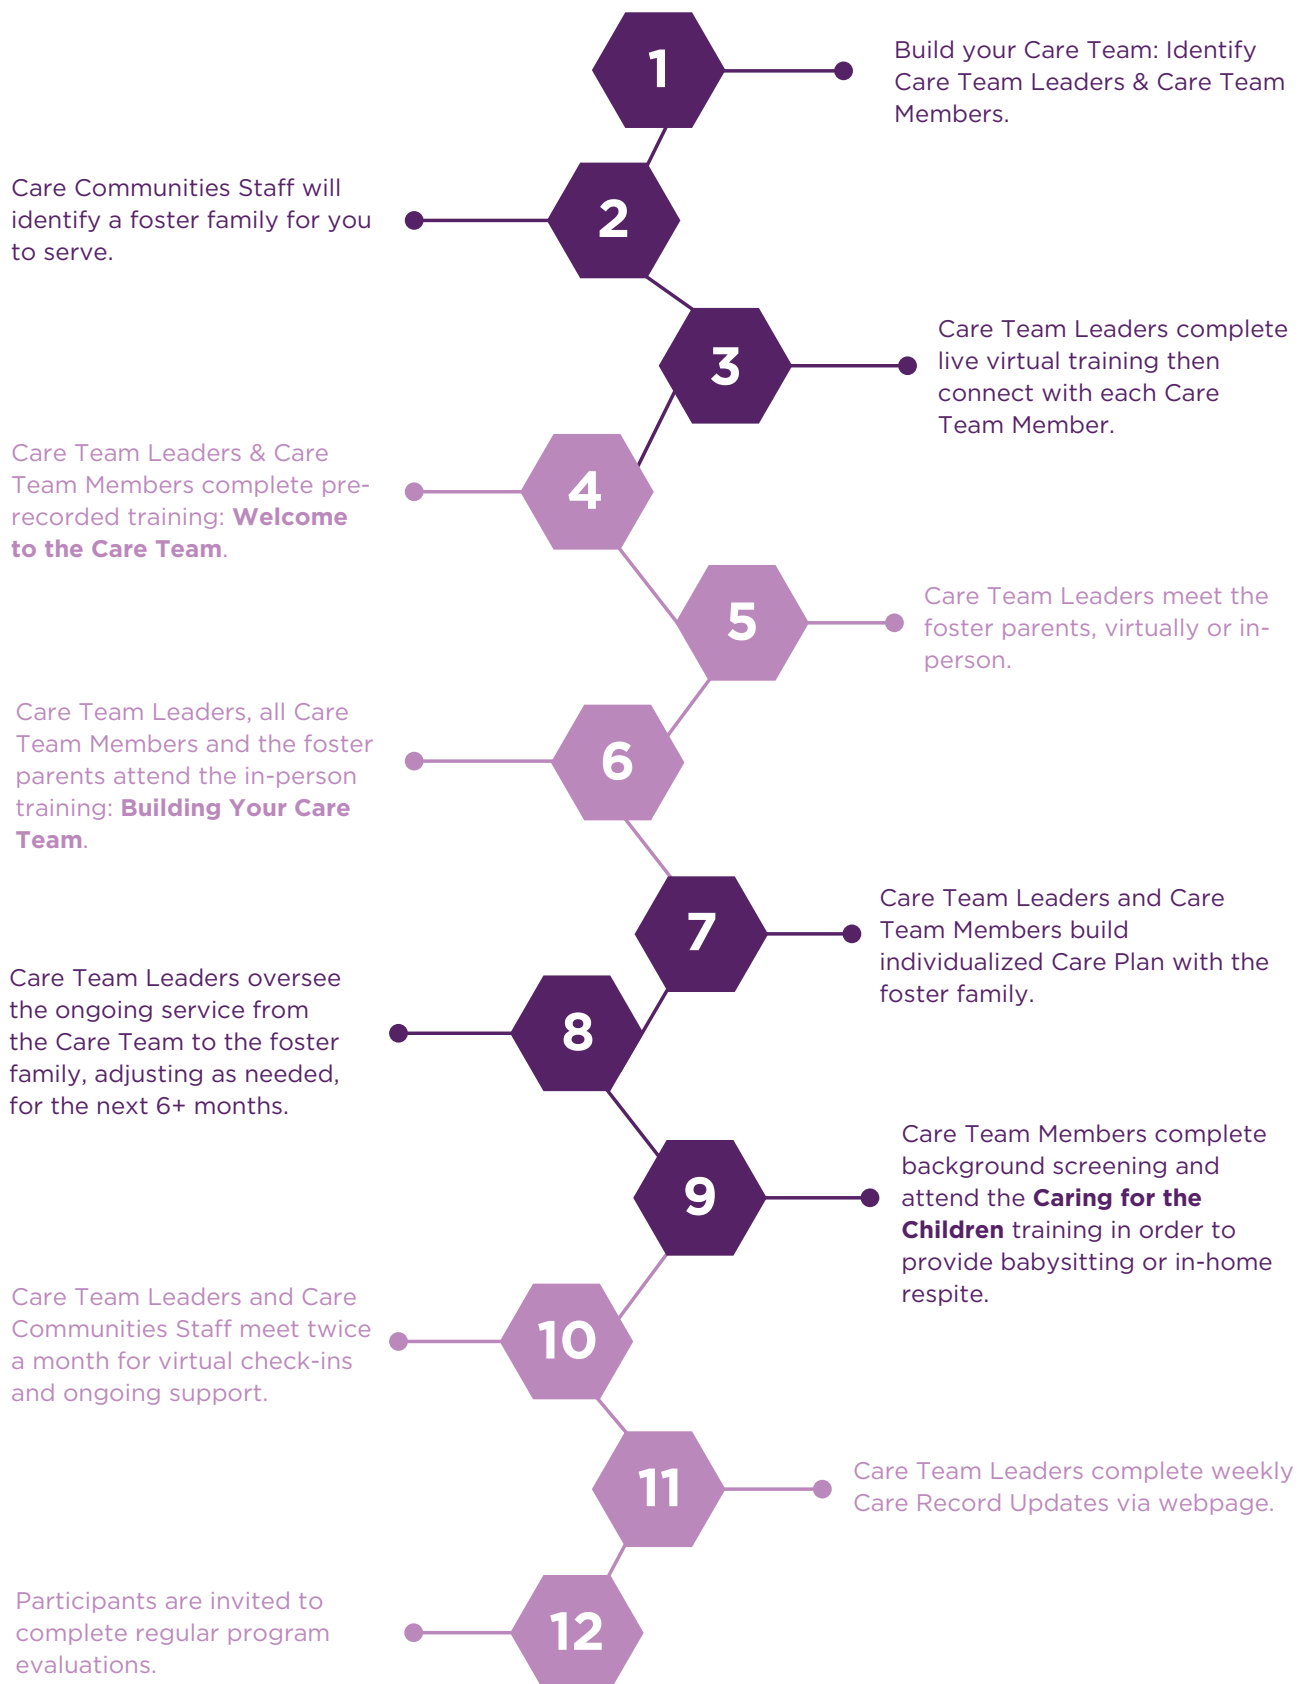 1
Build your Care Team: Identify
Care Team Leaders & Care Team
Members.
2
Care Communities Staff will
identify a foster family for you
to serve.
3
Care Team Leaders complete
live virtual training then
connect with each Care
Team Member.
4
Care Team Leaders & Care
Team Members complete pre-
recorded training: Welcome
to the Care Team.
5
Care Team Leaders meet the
foster parents, virtually or in-
person.
6
Care Team Leaders, all Care
Team Members and the foster
parents attend the in-person
training: Building Your Care
Team.
7
Care Team Leaders and Care
Team Members build
individualized Care Plan with the
foster family.
8
Care Team Leaders oversee
the ongoing service from
the Care Team to the foster
family, adjusting as needed,
for the next 6+ months.
9
Care Team Members complete
background screening and
attend the Caring for the
Children training in order to
provide babysitting or in-home
respite.
10
Care Team Leaders and Care
Communities Staff meet twice
a month for virtual check-ins
and ongoing support.
11
Care Team Leaders complete weekly
Care Record Updates via webpage.
12
Participants are invited to
complete regular program
evaluations.